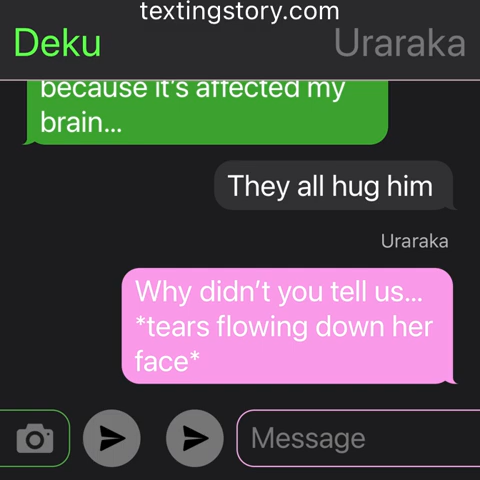 textingstory.com
Deku
Uraraka
because it's affected my
brain...
They all hug him
Uraraka
Why didn't you tell us...
*tears flowing down her
face*
Message